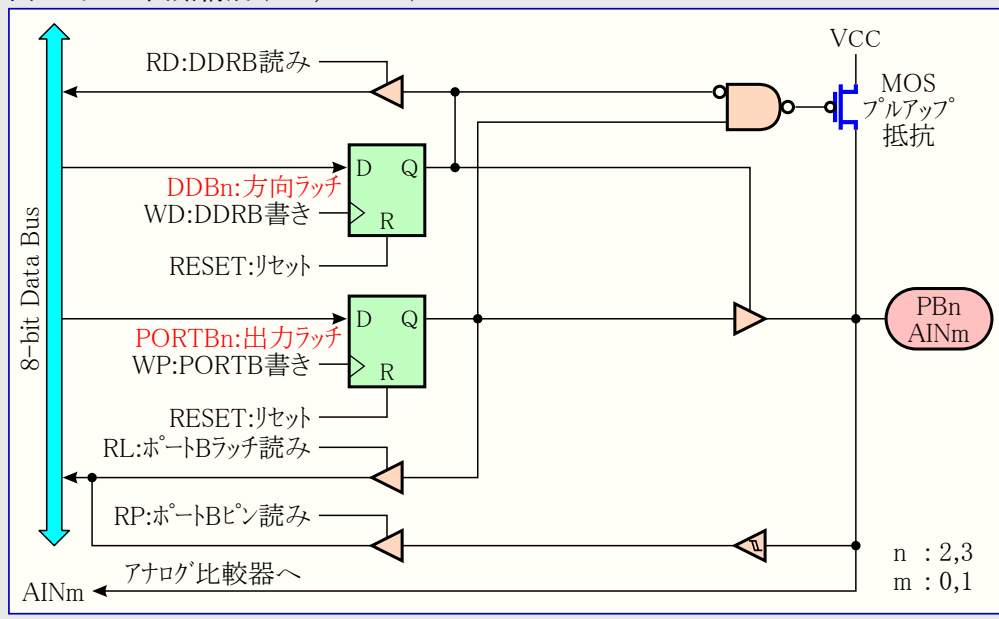 VCC
RD:DDRB読み
MOS
プルアップ
抵抗
D Q
DDBn:方向ラッチ
WD:DDRB書き
R
RESET:リセット
8-bit Data Bus
D Q
PORTBn:出力ラッチ
WP:PORTB書き
R
PBn
AINm
RESET:リセット
RL:ポートBラッチ読み
RP:ポートBピン読み
n : 2,3
m : 0,1
アナログ比較器へ
AINm